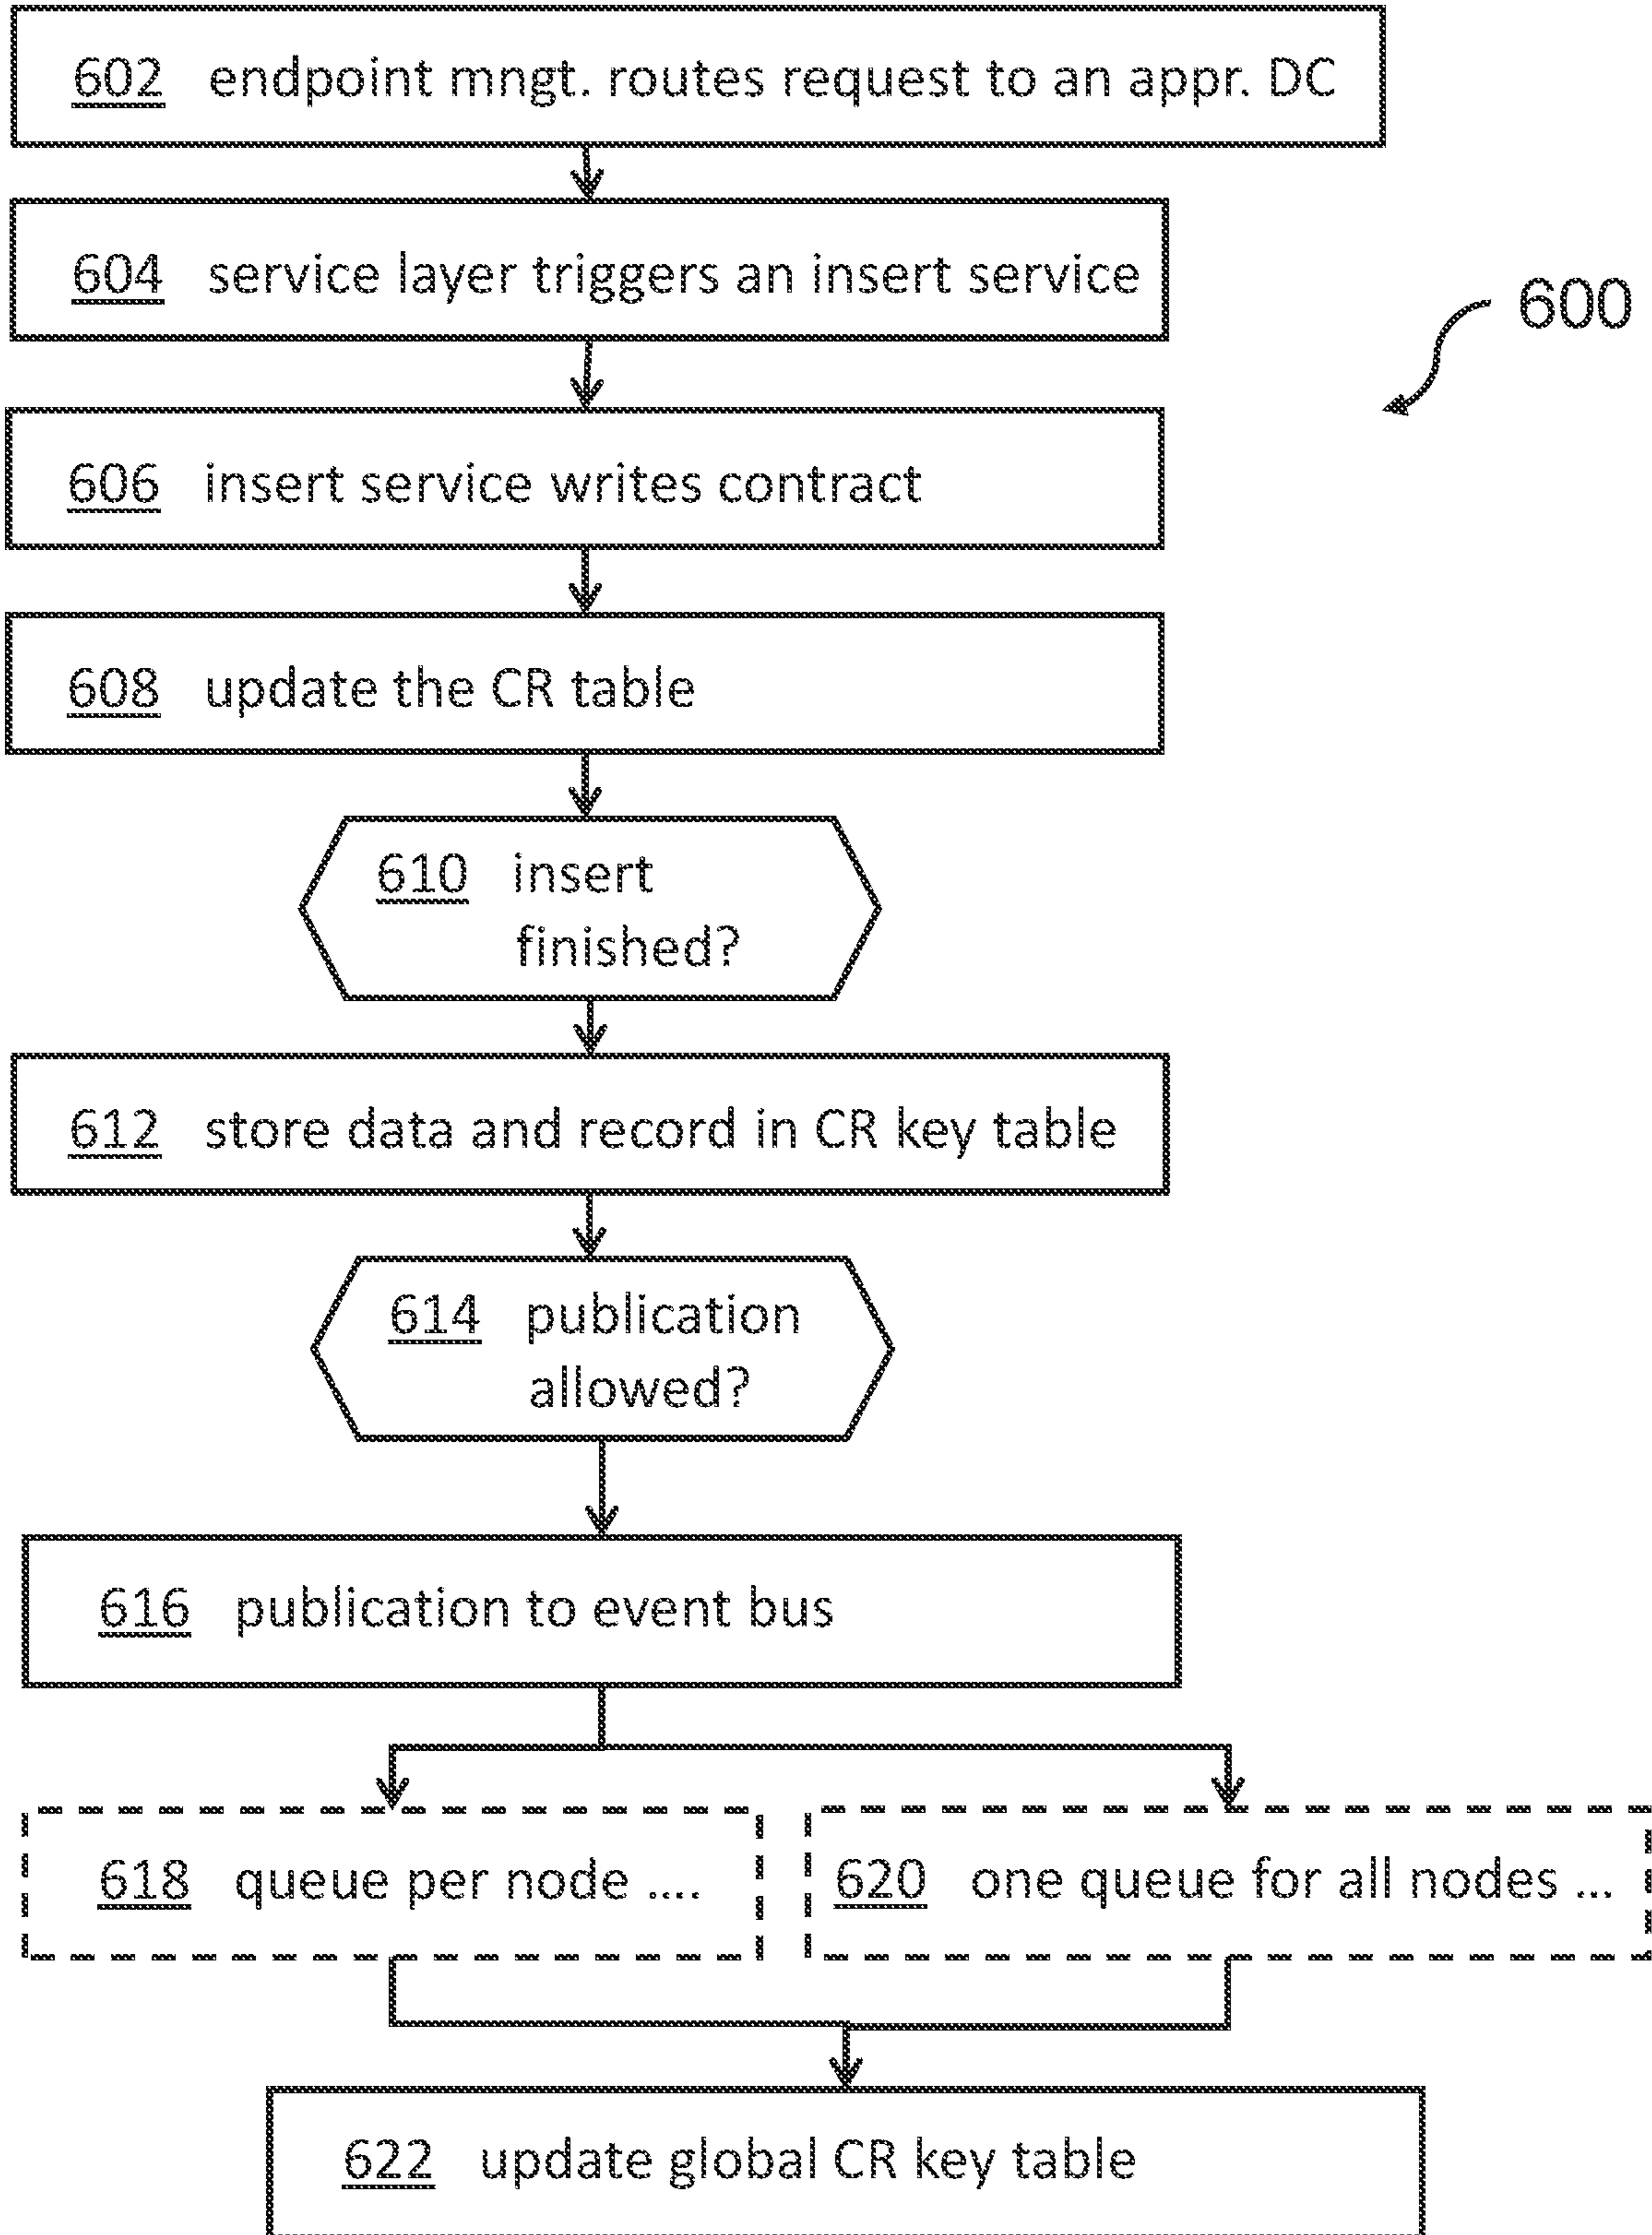 602 endpoint mngt. routes request to an appr. DC
604 service layer triggers an insert service
600
606 insert service writes contract
608 update the CR table
610 insert
finished?
612 store data and record in CR key table
614 publication
allowed?
616 publication to event bus
618 queue per node ....
620 one queue for all nodes ...
622 update global CR key table